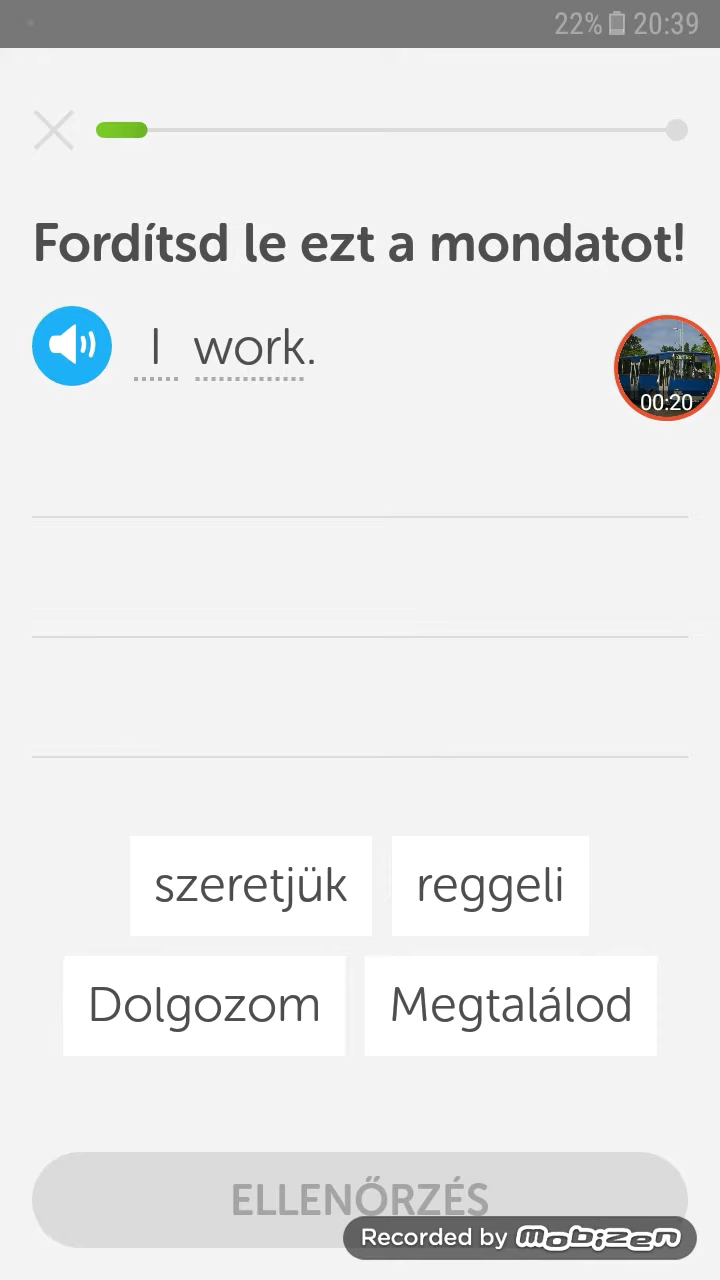 22% 20:39
Fordítsd le ezt a mondatot!
I work.
00:20
szeretjük reggeli
Dolgozom Megtalálod
ELLENŐRZÉS
Recorded by mobizen